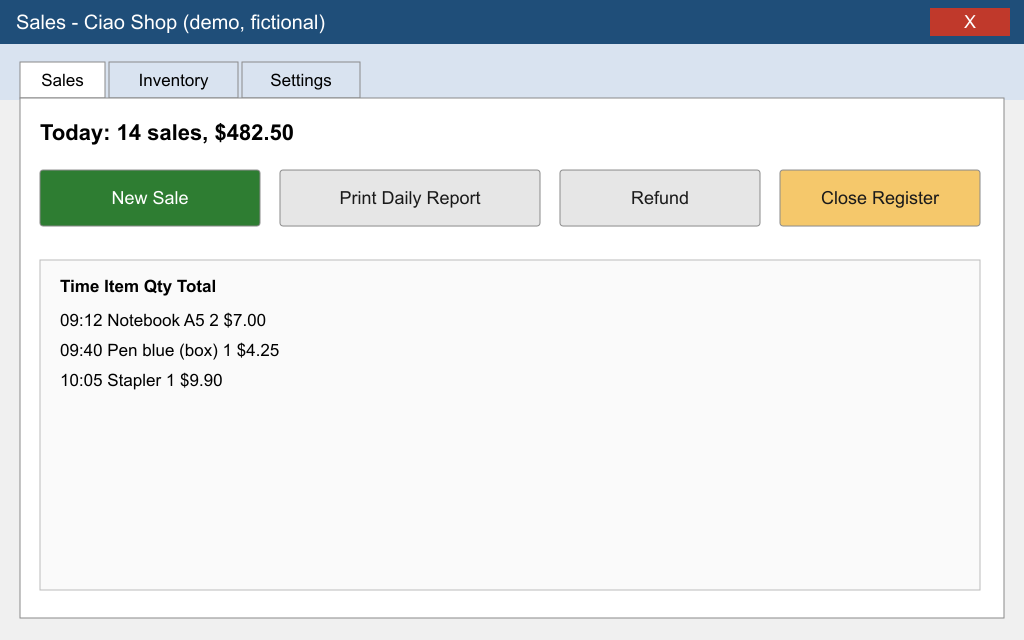 Sales - Ciao Shop (demo, fictional)
X
Sales
Inventory
Settings
Today: 14 sales, $482.50
New Sale
Print Daily Report
Refund
Close Register
Time Item Qty Total
09:12 Notebook A5 2 $7.00
09:40 Pen blue (box) 1 $4.25
10:05 Stapler 1 $9.90